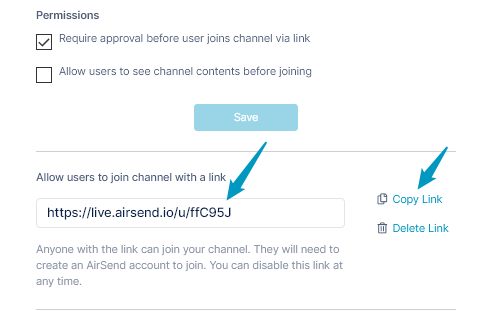 Permissions
Require approval before user joins channel via link
Allow users to see channel contents before joining
Save
Allow users to join channel with a link
https://live.airsend.io/u/ffC95J
Copy Link
Delete Link
Anyone with the link can join your channel. They will need to
create an AirSend account to join. You can disable this link at
any time.